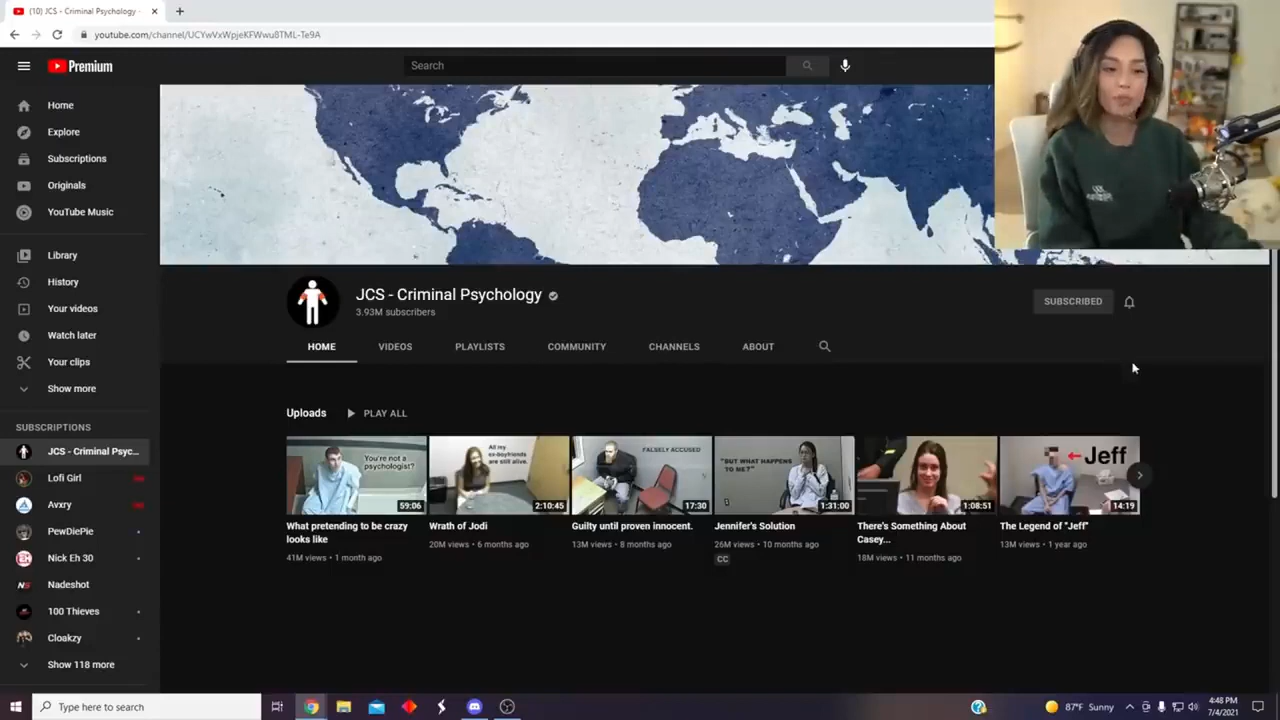 (10) JCS - Criminal Psychology -
youtube.com/channel/UCYwVxWpjeKFWwu8TML-Te9A
Premium
Search
Home
Explore
Subscriptions
Originals
YouTube Music
Library
History
Your videos
Watch later
Your clips
Show more
SUBSCRIPTIONS
JCS - Criminal Psyc...
Lofi Girl
Avxry
PewDiePie
Nick Eh 30
Nadeshot
100 Thieves
Cloakzy
Show 118 more
JCS - Criminal Psychology
3.93M subscribers
SUBSCRIBED
HOME VIDEOS PLAYLISTS COMMUNITY CHANNELS ABOUT
Uploads PLAY ALL
You're not a
psychologist?
59:06
What pretending to be crazy
looks like
41M views • 1 month ago
All my
ex-boyfriends
are still alive.
2:10:45
Wrath of Jodi
20M views • 6 months ago
FALSELY ACCUSED
17:30
Guilty until proven innocent.
13M views • 8 months ago
"BUT WHAT HAPPENS
TO ME?"
1:31:00
Jennifer's Solution
26M views • 10 months ago
CC
1:08:51
There's Something About
Casey...
18M views • 11 months ago
Jeff
14:19
The Legend of "Jeff"
13M views • 1 year ago
Type here to search
87°F Sunny
4:48 PM
7/4/2021